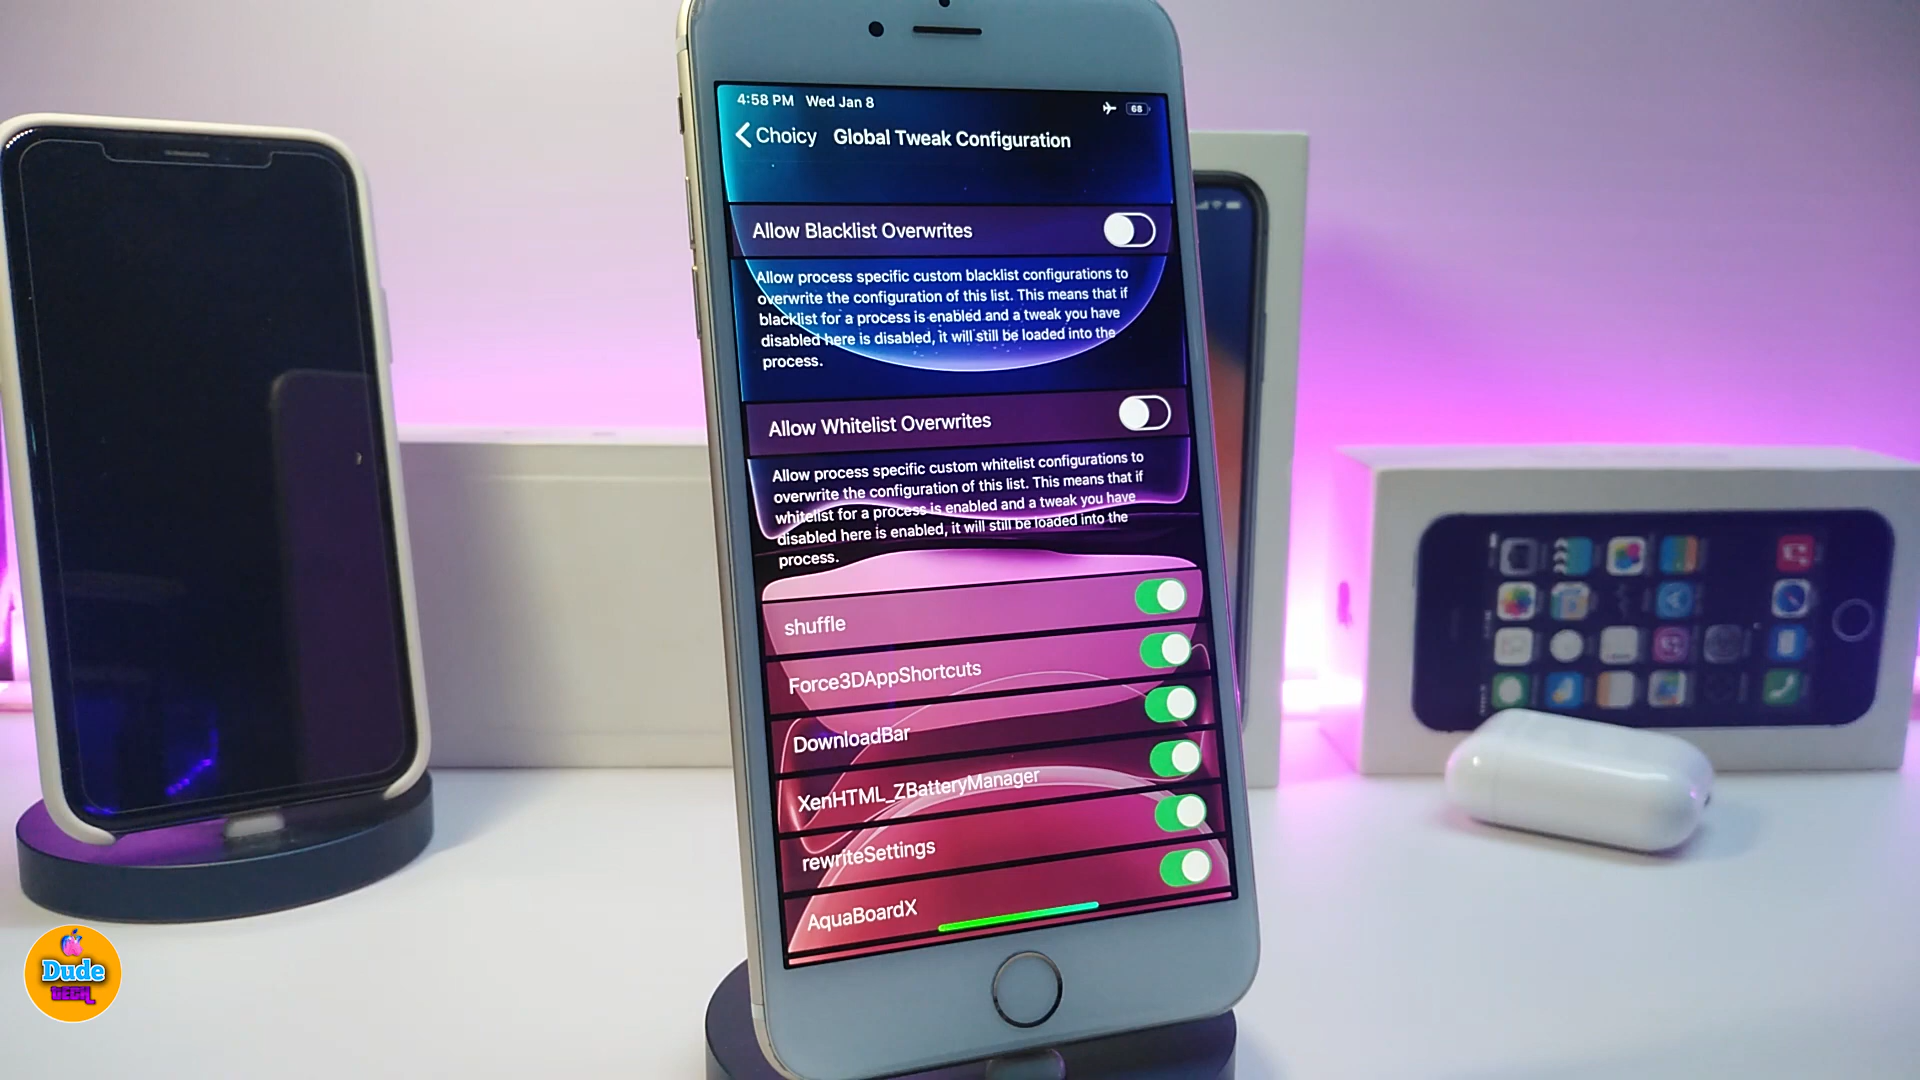 4:58 PM Wed Jan 8
68
Choicy Global Tweak Configuration
Allow Blacklist Overwrites
Allow process specific custom blacklist configurations to
overwrite the configuration of this list. This means that if
blacklist for a process is enabled and a tweak you have
disabled here is disabled, it will still be loaded into the
process.
Allow Whitelist Overwrites
Allow process specific custom whitelist configurations to
overwrite the configuration of this list. This means that if
whitelist for a process is enabled and a tweak you have
disabled here is enabled, it will still be loaded into the
process.
shuffle
Force3DAppShortcuts
DownloadBar
XenHTML_ZBatteryManager
rewriteSettings
AquaBoardX
Dude
TECH